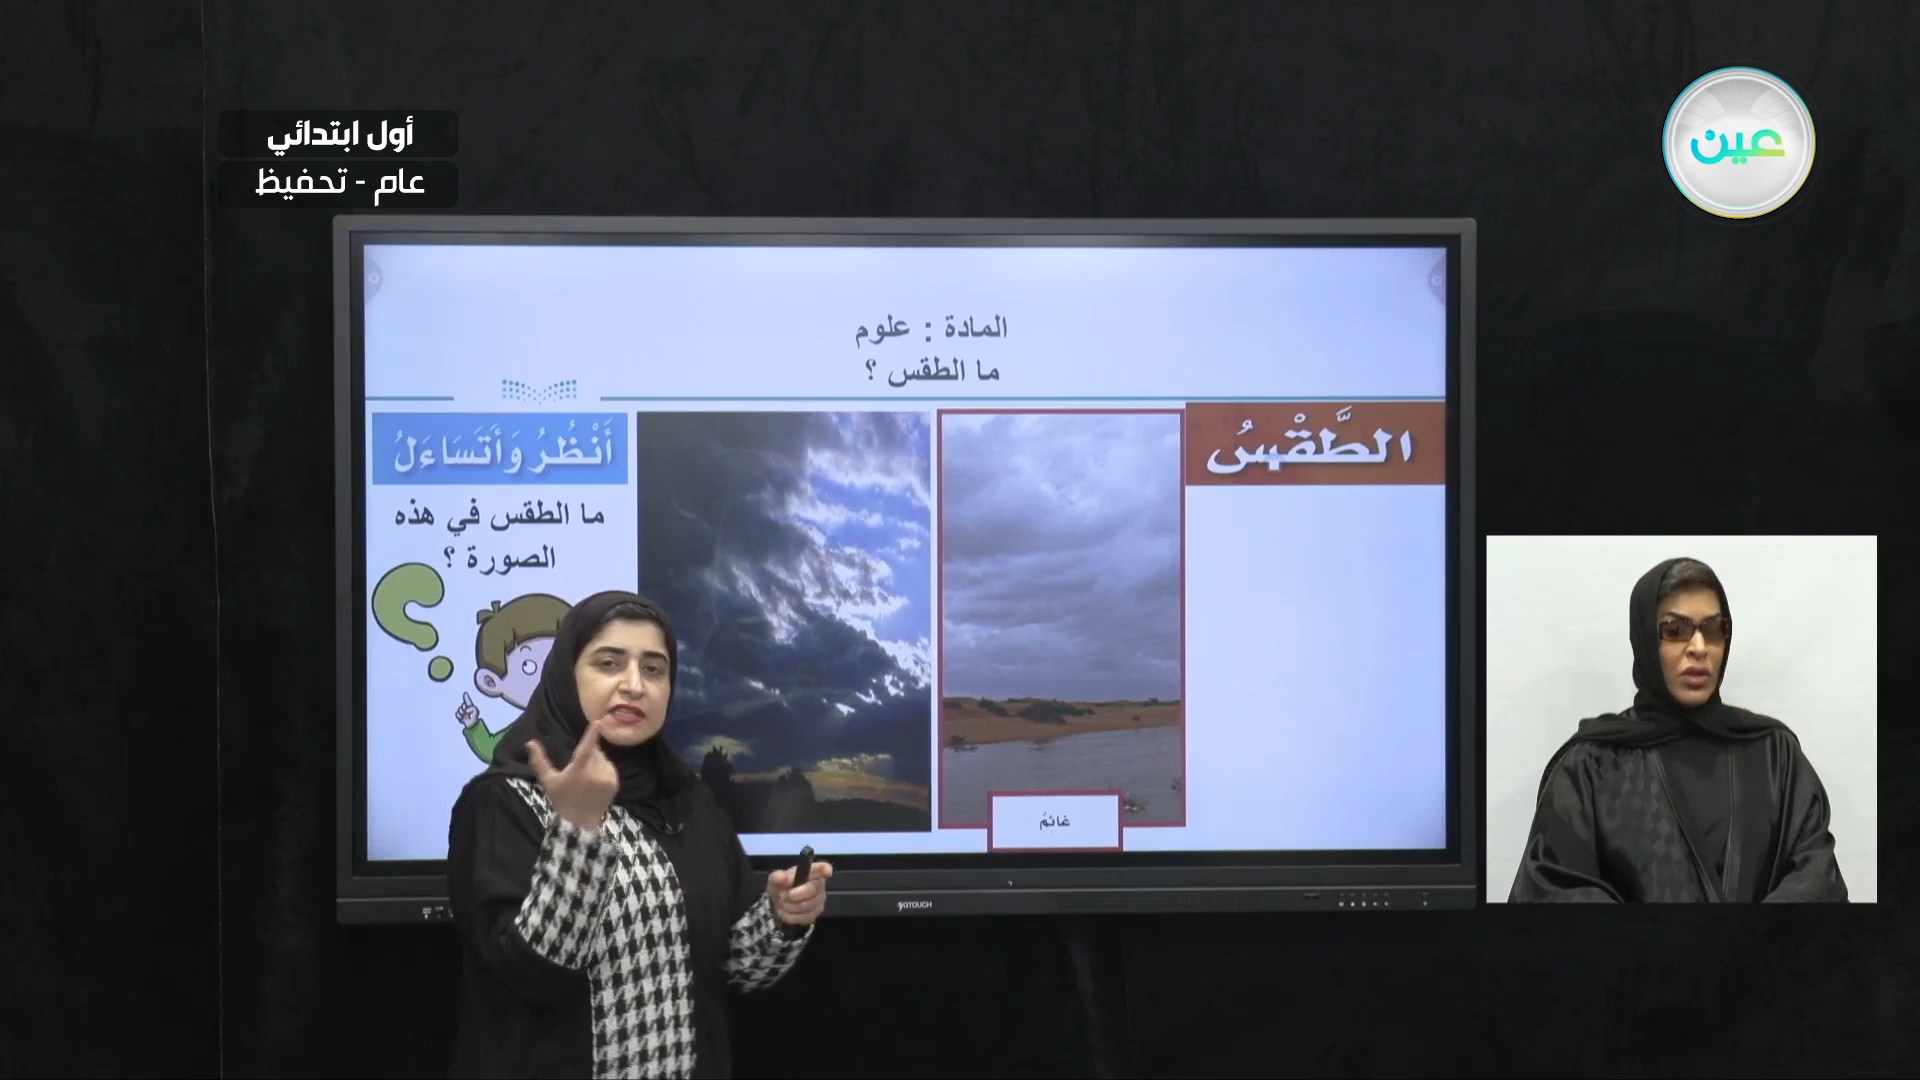 أول ابتدائي
عام - تحفيظ
عين
المادة : علوم
ما الطقس ؟
الطَّقْسُ
أَنْظُرُ وَأَتَسَاءَلُ
ما الطقس في هذه
الصورة ؟
غائمٌ